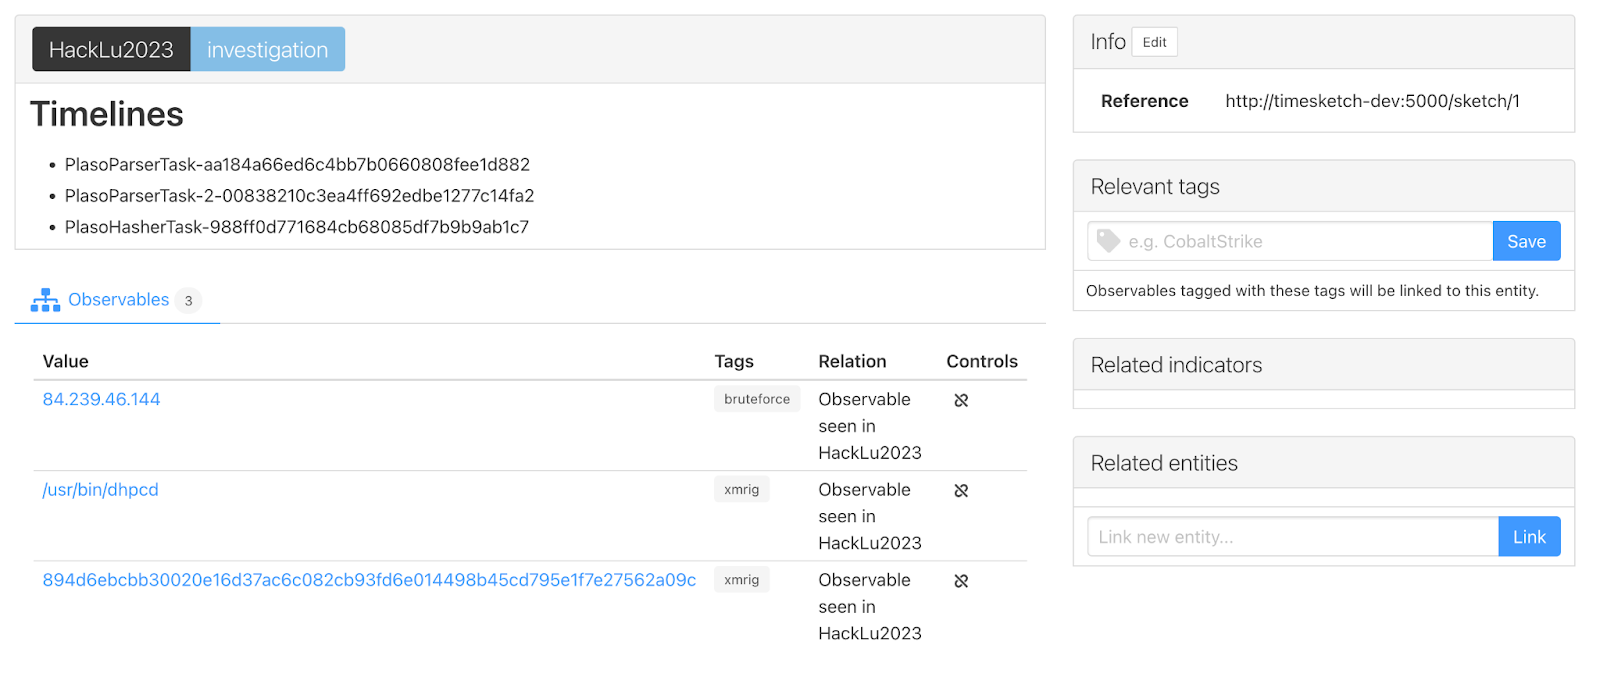 HackLu2023 investigation
Timelines
PlasoParserTask-aa184a66ed6c4bb7b0660808fee1d882
PlasoParserTask-2-00838210c3ea4ff692edbe1277c14fa2
PlasoHasherTask-988ff0d771684cb68085df7b9b9ab1c7
Observables 3
Value Tags Relation Controls
84.239.46.144 bruteforce Observable
seen in
HackLu2023
/usr/bin/dhpcd xmrig Observable
seen in
HackLu2023
894d6ebcbb30020e16d37ac6c082cb93fd6e014498b45cd795e1f7e27562a09c xmrig Observable
seen in
HackLu2023
Info Edit
Reference http://timesketch-dev:5000/sketch/1
Relevant tags
e.g. CobaltStrike Save
Observables tagged with these tags will be linked to this entity.
Related indicators
Related entities
Link new entity... Link